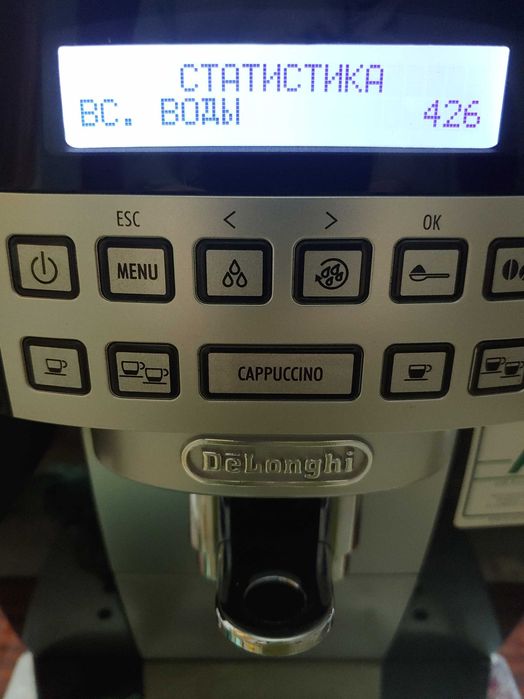 СТАТИСТИКА
ВС. ВОДЫ 426
ESC < > OK
MENU
CAPPUCCINO
DeLonghi